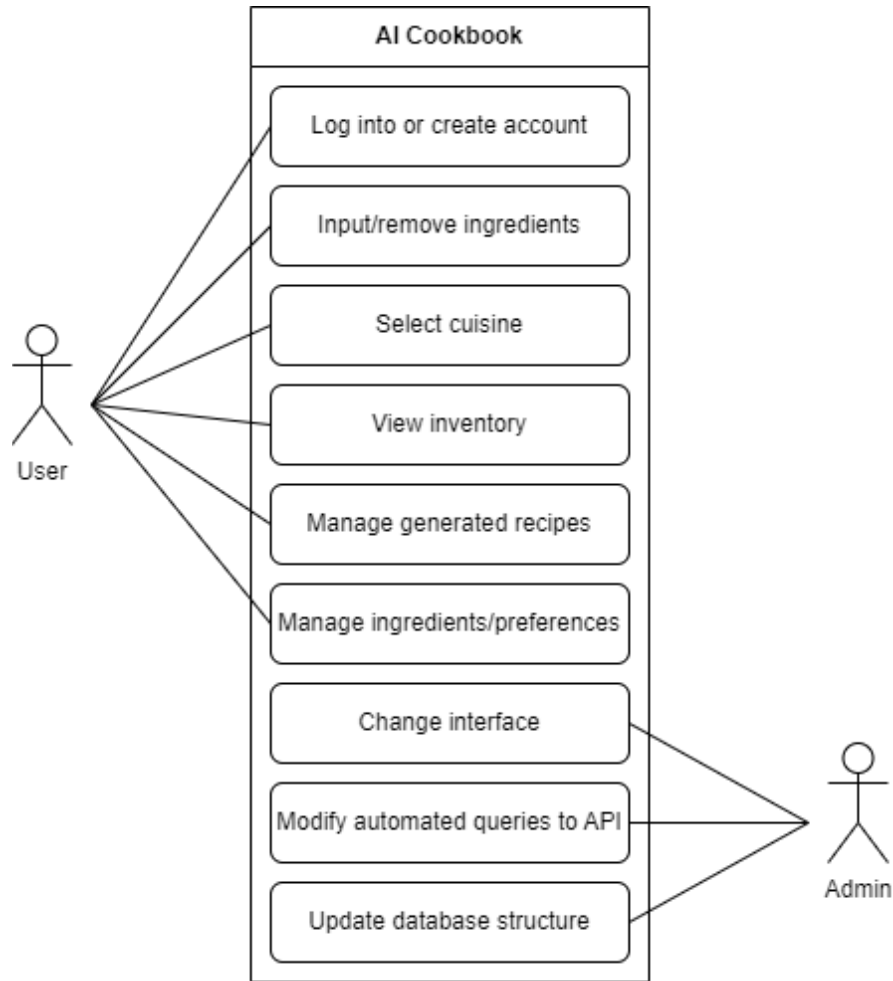 AI Cookbook
Log into or create account
Input/remove ingredients
Select cuisine
View inventory
User
Manage generated recipes
Manage ingredients/preferences
Change interface
Modify automated queries to API
Admin
Update database structure